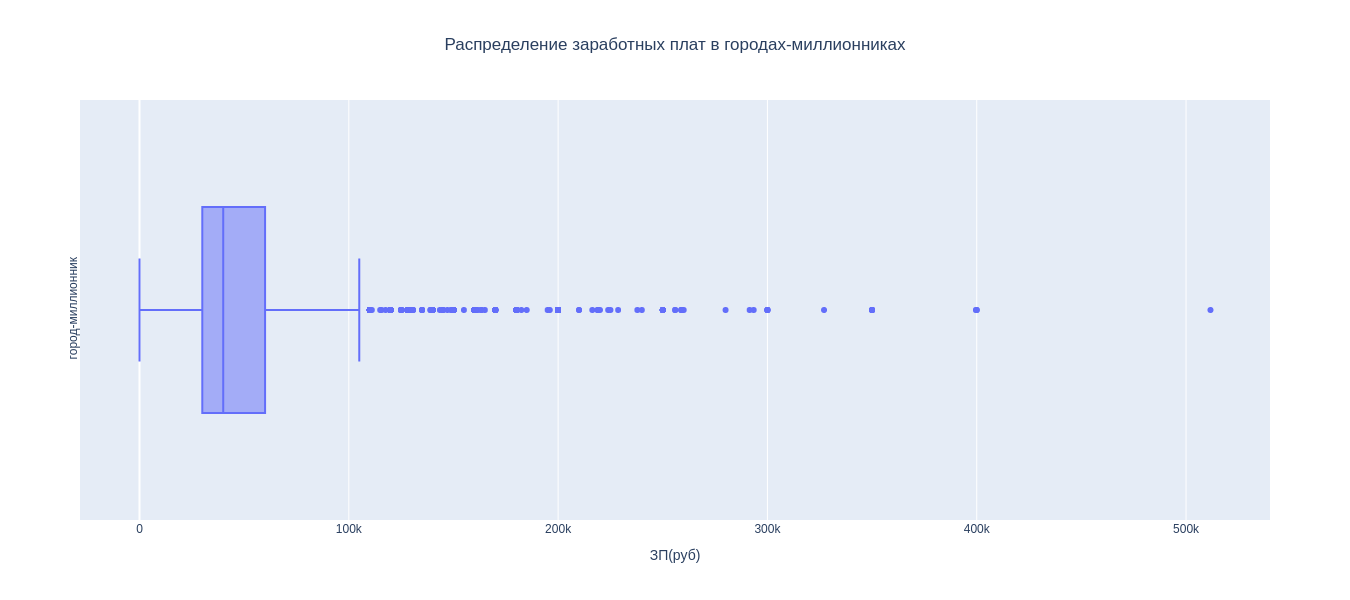 Распределение заработных плат в городах-миллионниках
город-миллионник
0
100k
200k
300k
400k
500k
ЗП(руб)